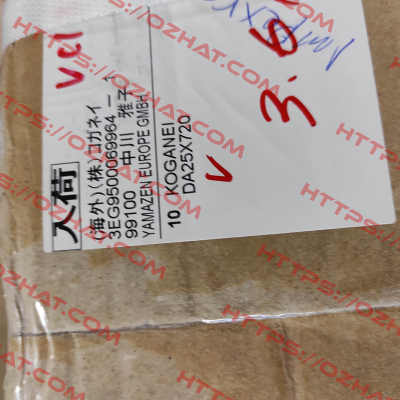 入荷
(海外)(株)コガネイ
3EG9500069964 - 1
99100 中川 雅子
YAMAZEN EUROPE GMBH
10 KOGANEI
DA25X720
V
HTTPS://OZHAT.COM